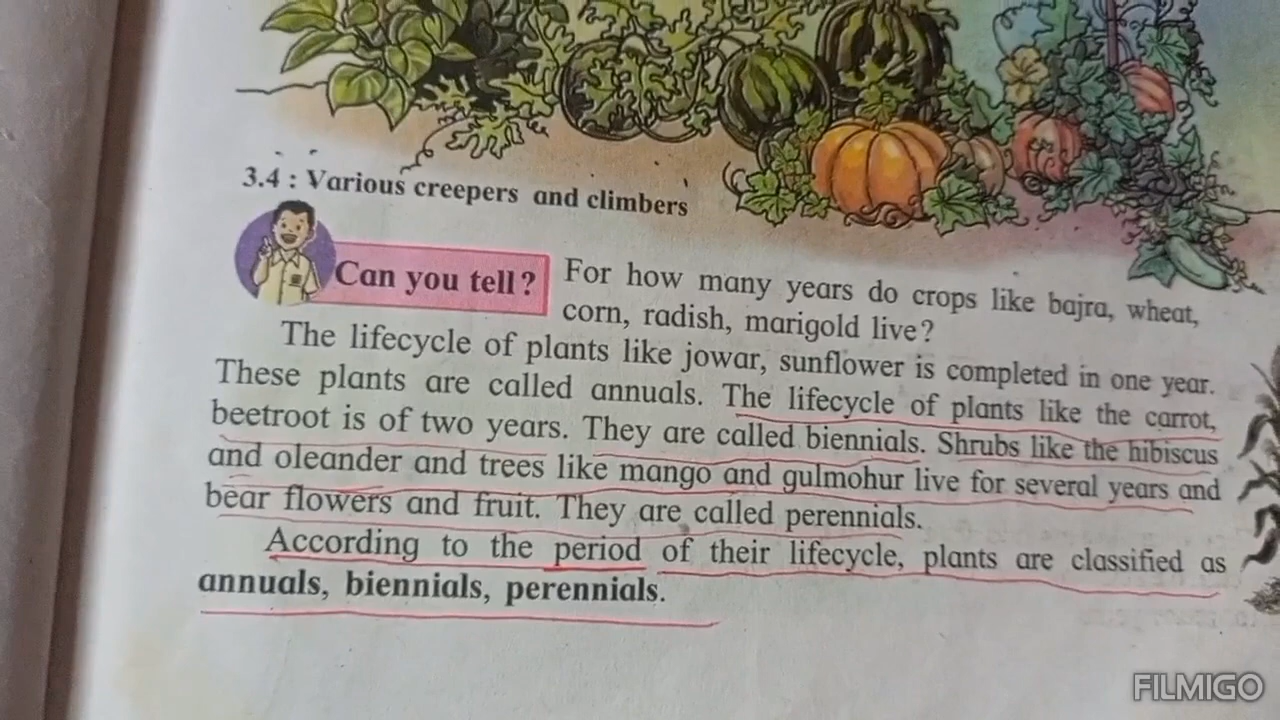 3.4 : Various creepers and climbers
Can you tell?
For how many years do crops like bajra, wheat,
corn, radish, marigold live?
The lifecycle of plants like jowar, sunflower is completed in one year.
These plants are called annuals. The lifecycle of plants like the carrot,
beetroot is of two years. They are called biennials. Shrubs like the hibiscus
and oleander and trees like mango and gulmohur live for several years and
bear flowers and fruit. They are called perennials.
According to the period of their lifecycle, plants are classified as
annuals, biennials, perennials.
FILMIGO